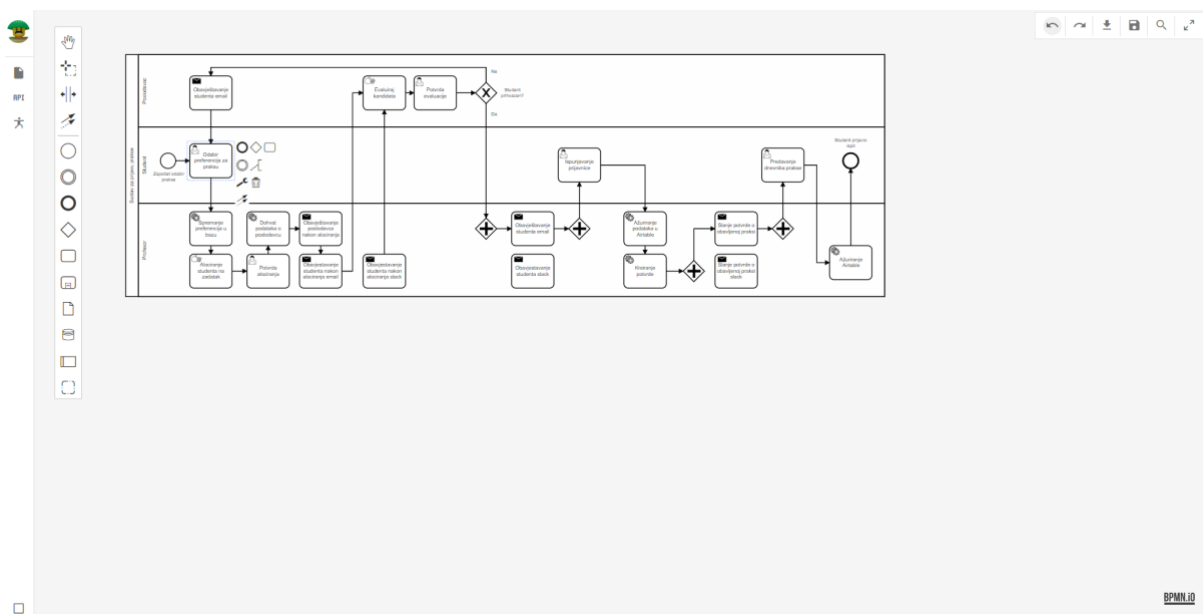 API
Poslodavac
Student
Profesor
Obavještavanje
studenta email
Evaluiraj
kandidata
Potvrda
evaluacije
Ne
Student
prihvaćen?
Da
Odabir
preferencija za
praksu
Započet odabir
prakse
Ispunjavanje
prijavnice
Predavanje
dnevnika prakse
Student prijavio
ispit
Spremanje
preferencije u
bazu
Dohvat
podataka o
poslodavcu
Obavještavanje
poslodavca
nakon alociranja
Obavještavanje
studenta email
Ažuriranje
podataka u
Airtable
Slanje potvrde o
obavljenoj praksi
Alociranje
studenta na
zadatak
Potvrda
alociranja
Obavještavanje
studenta nakon
alociranja email
Obavještavanje
studenta nakon
alociranja slack
Obavještavanje
studenta slack
Kreiranje
potvrde
Slanje potvrde o
obavljenoj praksi
slack
Ažuriranje
Airtable
BPMN.iO